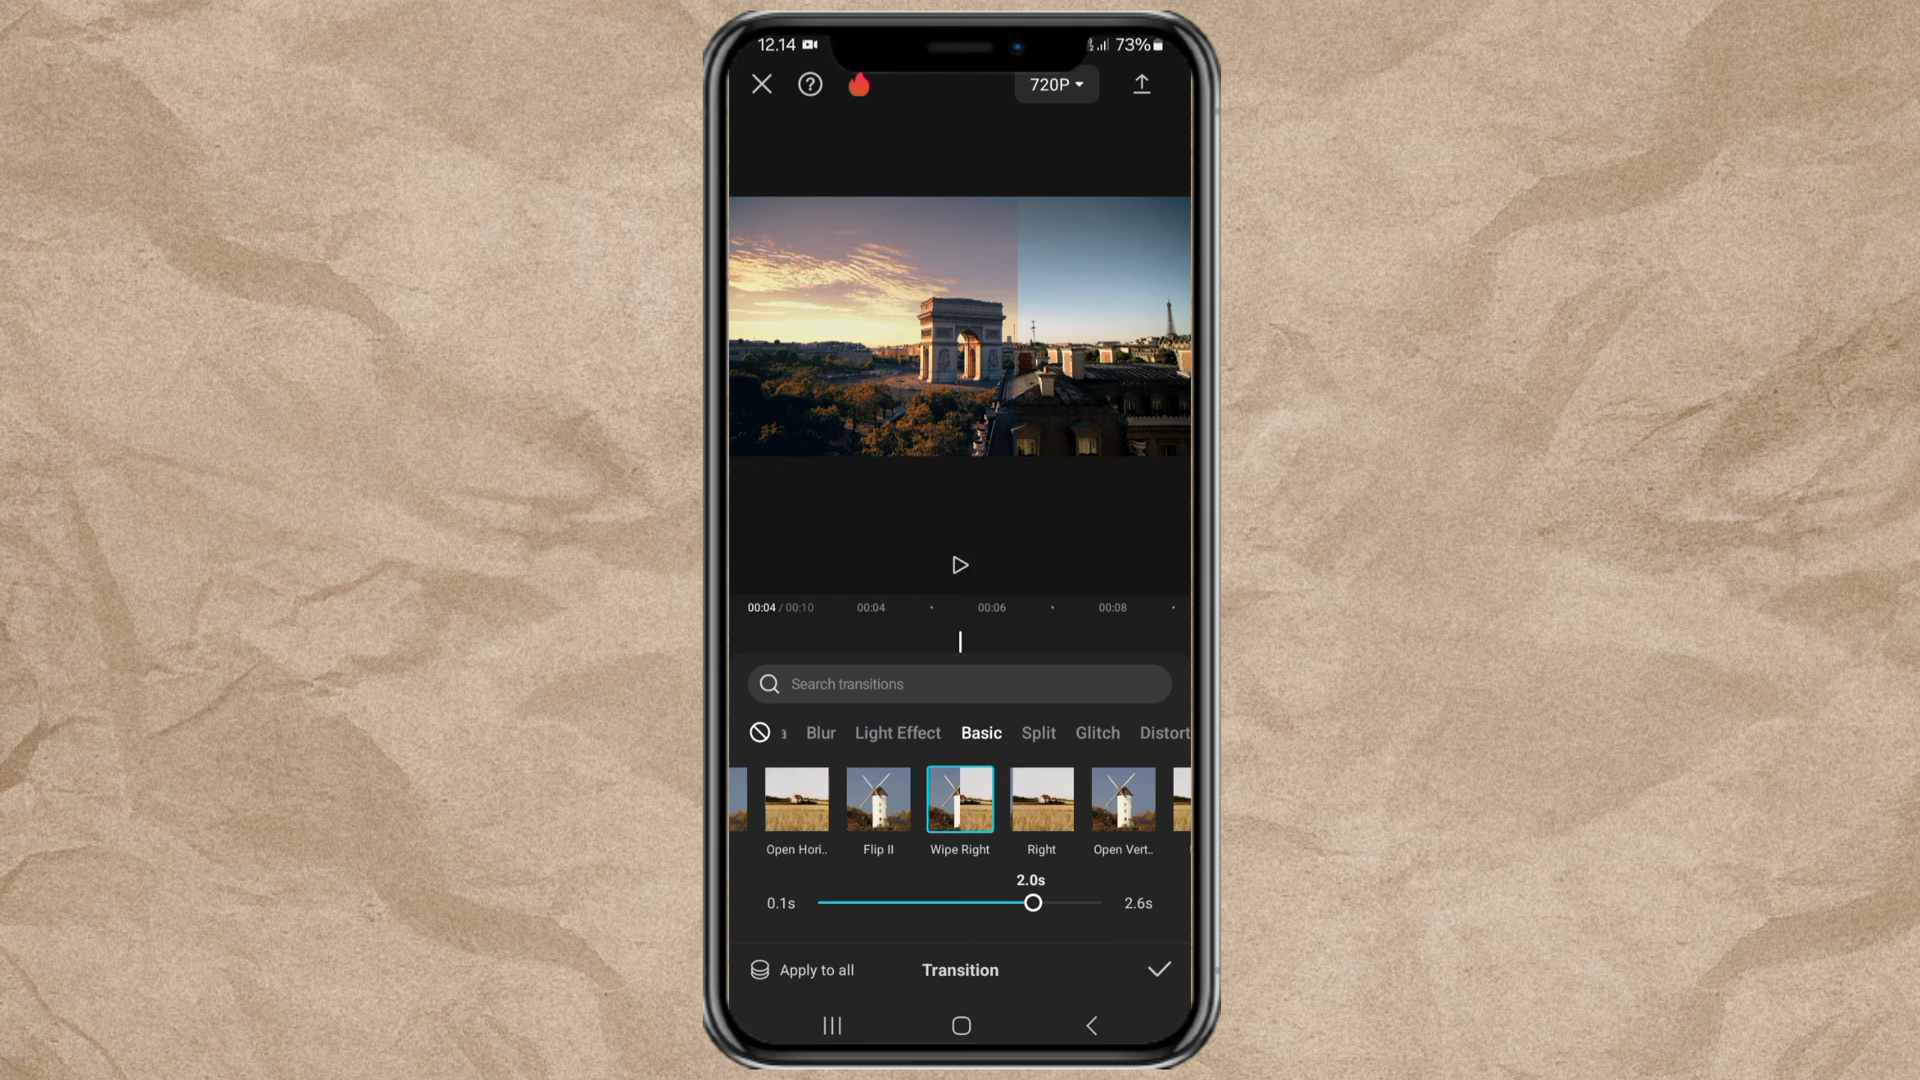 12.14 73%
720P
00:04 / 00:10 00:04 00:06 00:08
Search transitions
a Blur Light Effect Basic Split Glitch Distort
Open Hori.. Flip II Wipe Right Right Open Vert..
2.0s
0.1s 2.6s
Apply to all Transition